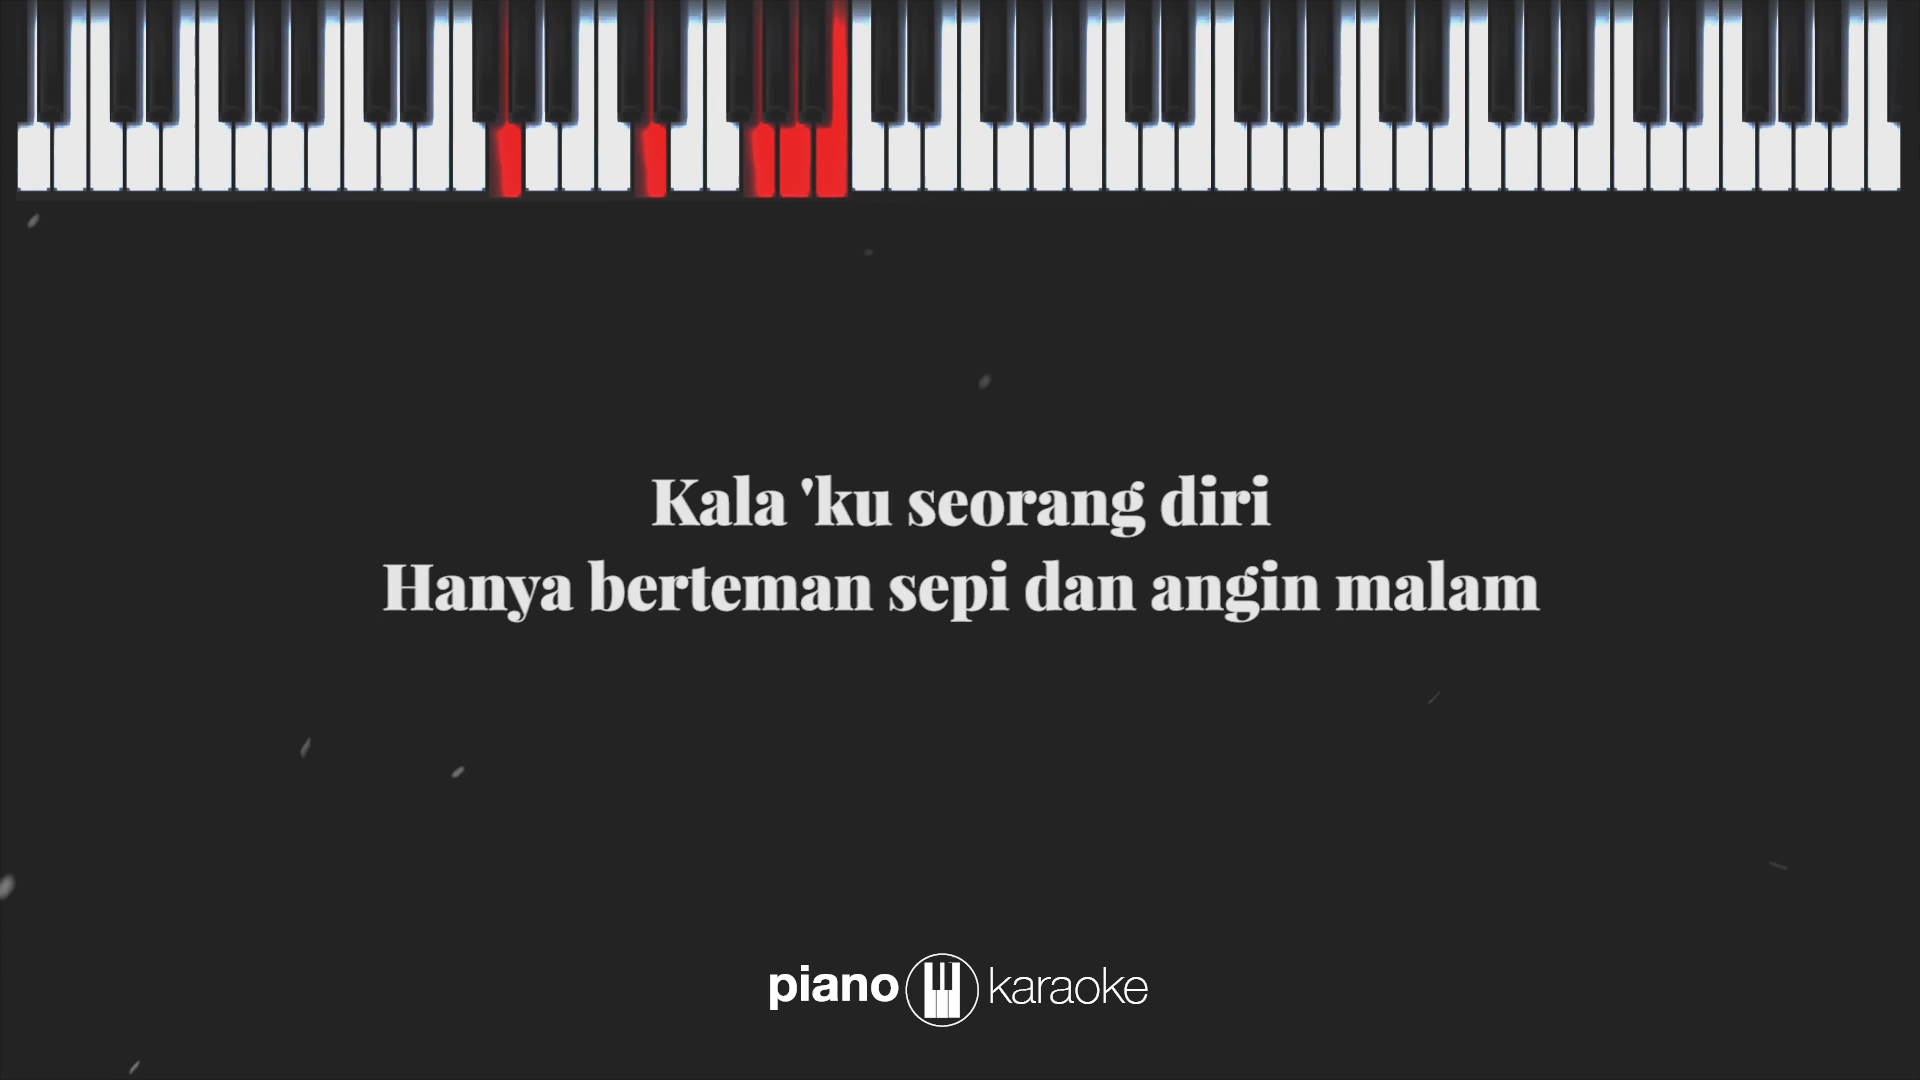 Kala 'ku seorang diri
Hanya berteman sepi dan angin malam
piano karaoke